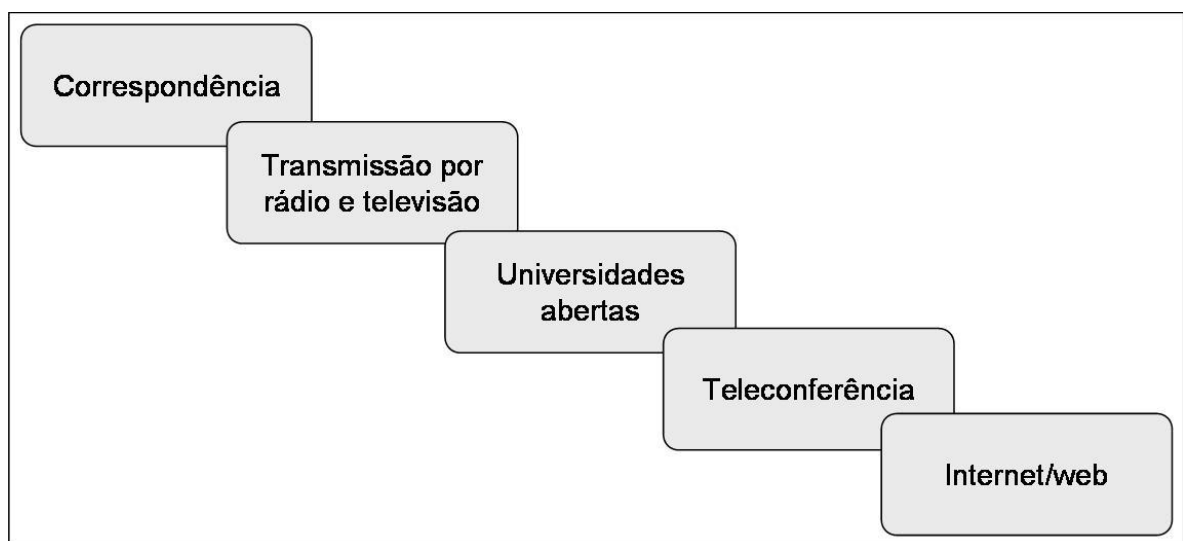 Correspondência
Transmissão por
rádio e televisão
Universidades
abertas
Teleconferência
Internet/web